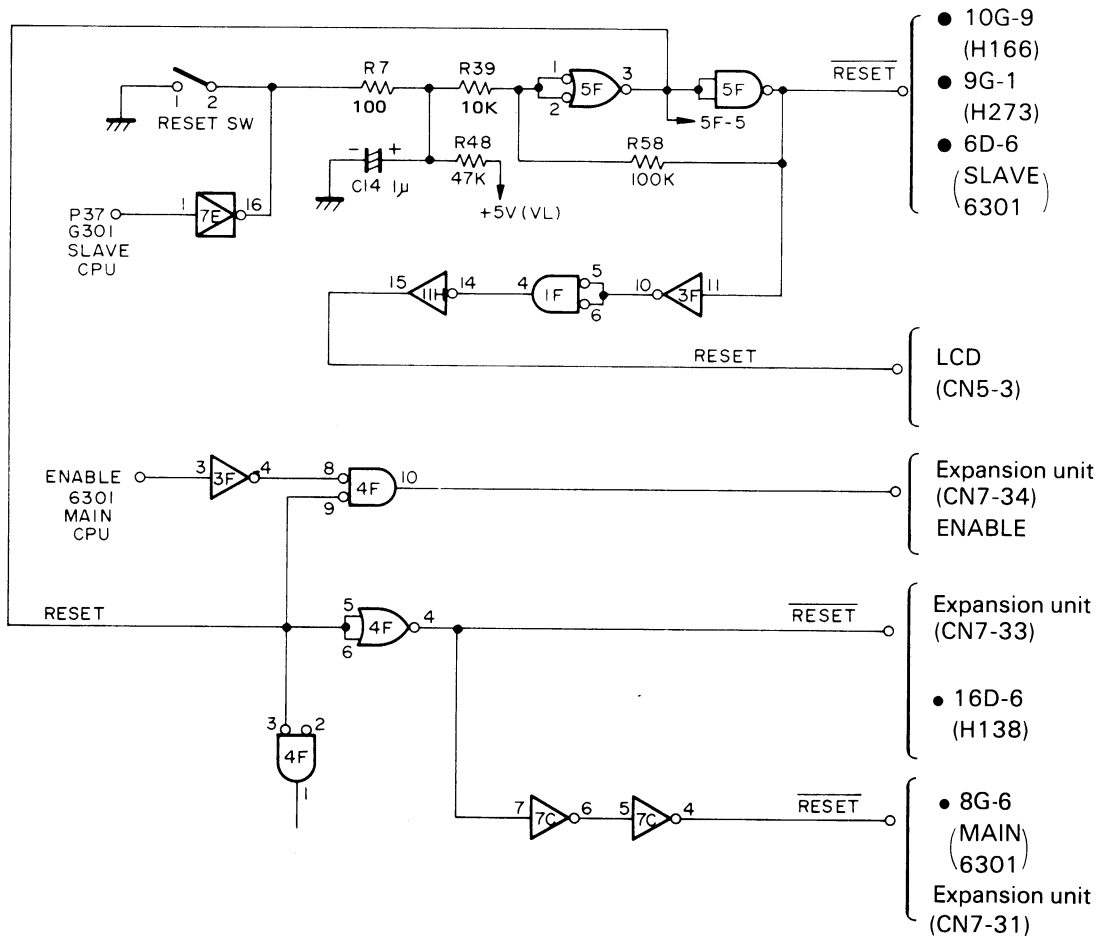 ● 10G-9
(H166)
● 9G-1
(H273)
● 6D-6
(SLAVE
6301)
RESET
1 2
RESET SW
R7
100
R39
10K
1
2
5F
3
5F
5F-5
R58
100K
- +
C14 1μ
R48
47K
+5V(VL)
P37
G301
SLAVE
CPU
1
7E
16
15
11H
14
4
1F
5
6
10
3F
11
RESET
LCD
(CN5-3)
ENABLE
6301
MAIN
CPU
3
3F
4
8
9
4F
10
Expansion unit
(CN7-34)
ENABLE
RESET
5
6
4F
4
RESET
Expansion unit
(CN7-33)
● 16D-6
(H138)
3 2
4F
1
7
7C
6
5
7C
4
RESET
● 8G-6
(MAIN
6301)
Expansion unit
(CN7-31)